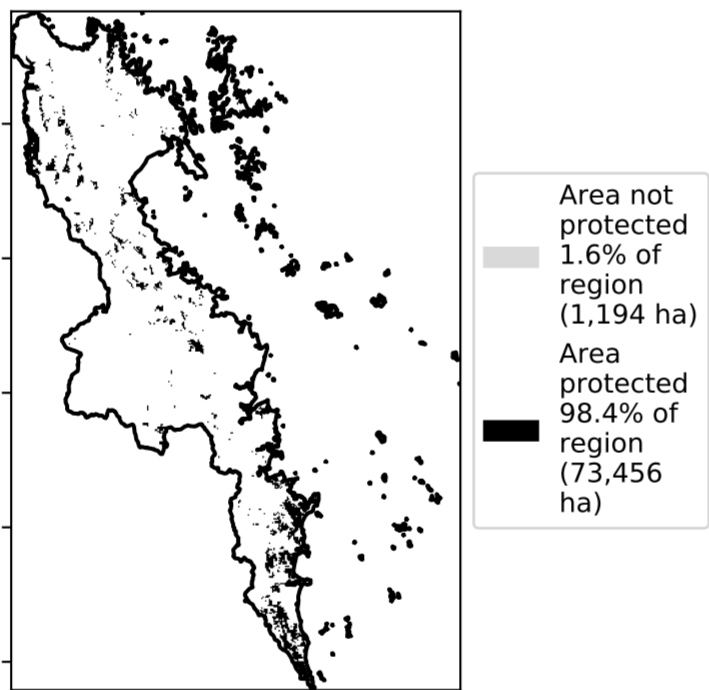 Area not
protected
1.6% of
region
(1,194 ha)
Area
protected
98.4% of
region
(73,456
ha)